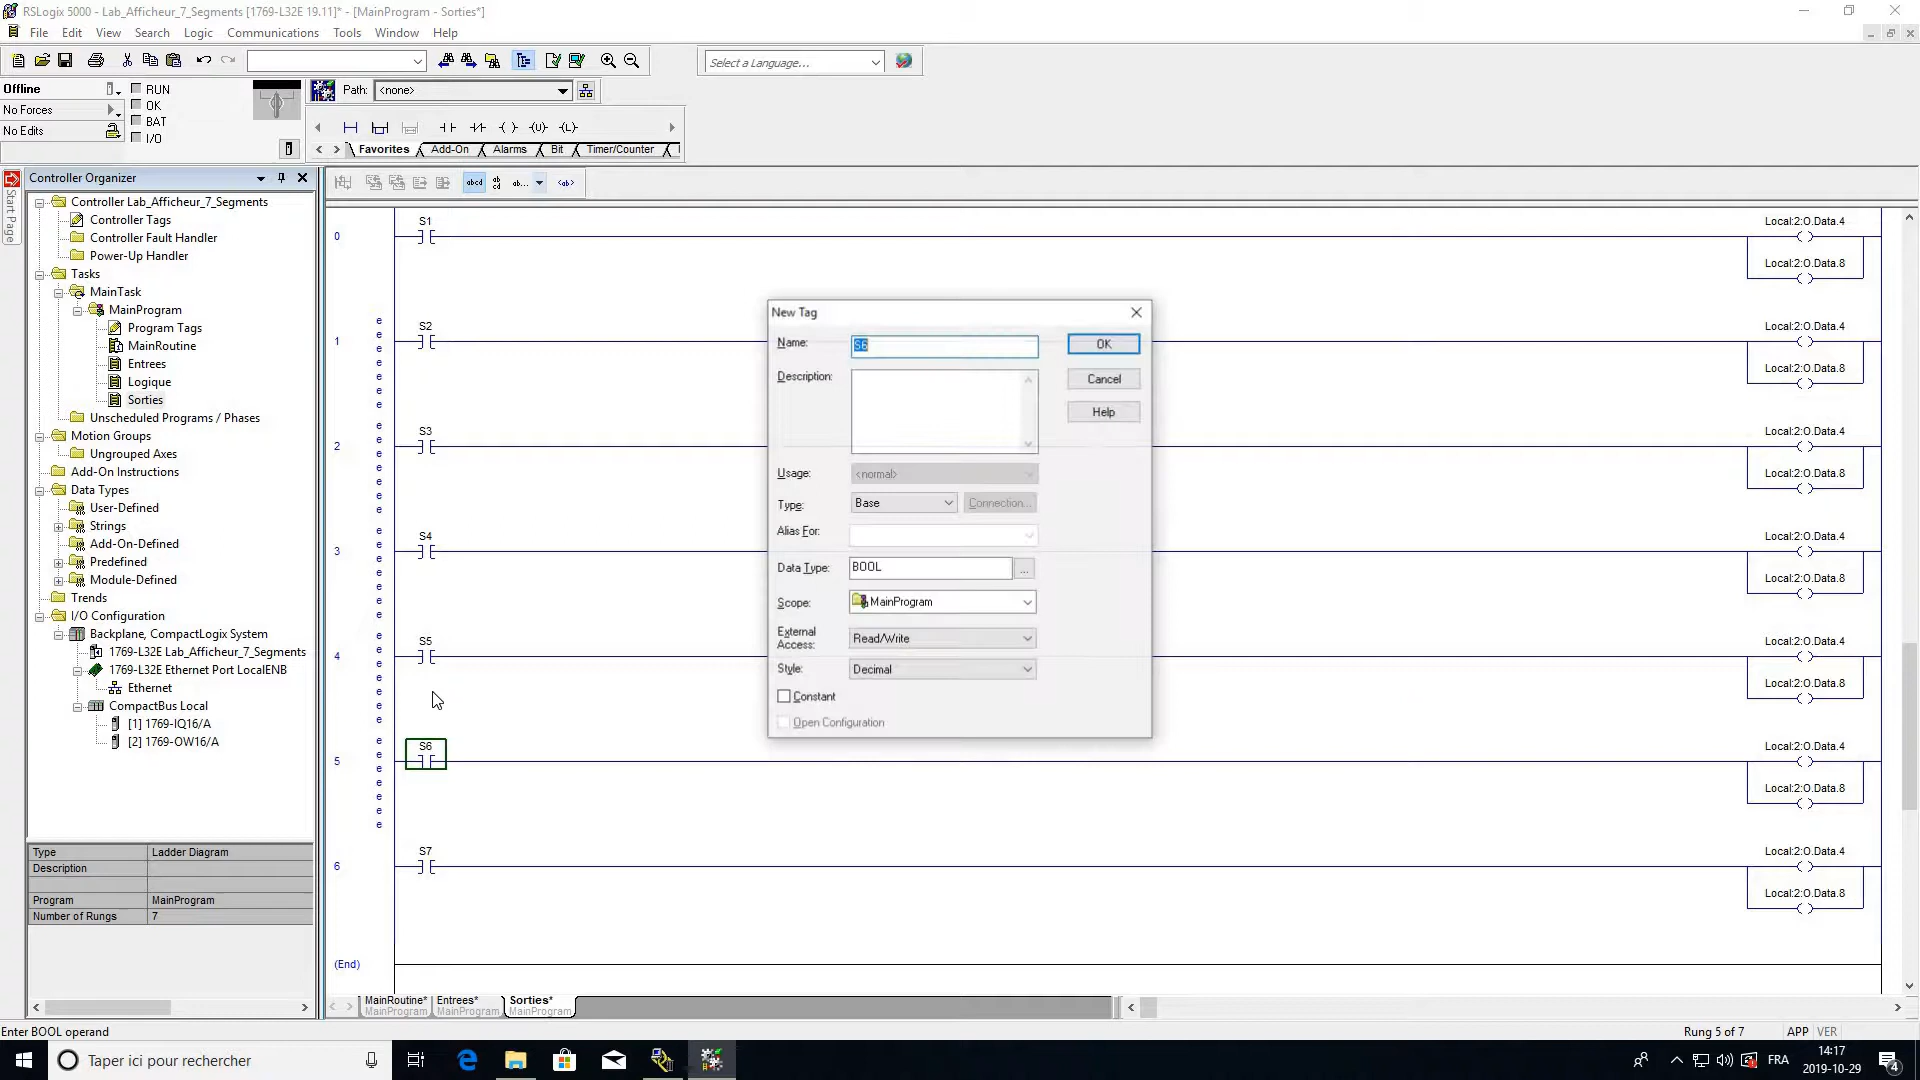 RSLogix 5000 - Lab_Afficheur_7_Segments [1769-L32E 19.11]* - [MainProgram - Sorties*]
File Edit View Search Logic Communications Tools Window Help
Select a Language...
Offline RUN
No Forces OK
No Edits BAT
I/O
Path: <none>
Favorites Add-On Alarms Bit Timer/Counter
Start Page
Controller Organizer
Controller Lab_Afficheur_7_Segments
Controller Tags
Controller Fault Handler
Power-Up Handler
Tasks
MainTask
MainProgram
Program Tags
MainRoutine
Entrees
Logique
Sorties
Unscheduled Programs / Phases
Motion Groups
Ungrouped Axes
Add-On Instructions
Data Types
User-Defined
Strings
Add-On-Defined
Predefined
Module-Defined
Trends
I/O Configuration
Backplane, CompactLogix System
1769-L32E Lab_Afficheur_7_Segments
1769-L32E Ethernet Port LocalENB
Ethernet
CompactBus Local
[1] 1769-IQ16/A
[2] 1769-OW16/A
Type Ladder Diagram
Description
Program MainProgram
Number of Rungs 7
abcd ab cd ab... <ab>
0 S1 Local:2:O.Data.4
Local:2:O.Data.8
1 S2 Local:2:O.Data.4
Local:2:O.Data.8
2 S3 Local:2:O.Data.4
Local:2:O.Data.8
3 S4 Local:2:O.Data.4
Local:2:O.Data.8
4 S5 Local:2:O.Data.4
Local:2:O.Data.8
5 S6 Local:2:O.Data.4
Local:2:O.Data.8
6 S7 Local:2:O.Data.4
Local:2:O.Data.8
(End)
New Tag
Name: S6 OK
Description: Cancel
Help
Usage: <normal>
Type: Base Connection...
Alias For:
Data Type: BOOL ...
Scope: MainProgram
External Access: Read/Write
Style: Decimal
Constant
Open Configuration
MainRoutine* Entrees* Sorties*
MainProgram MainProgram MainProgram
Enter BOOL operand Rung 5 of 7 APP VER
Taper ici pour rechercher FRA 14:17
2019-10-29 4